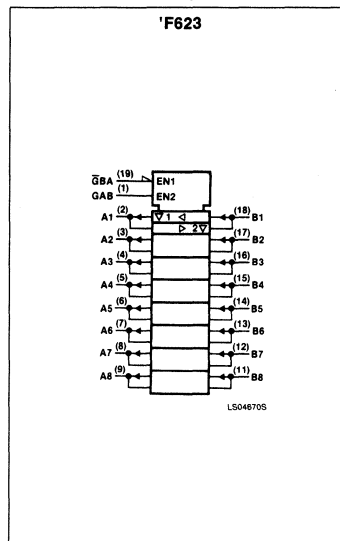 'F623
G̅BA (19) EN1
GAB (1) EN2
A1 (2) ▽ 1 ◁ (18) B1
A2 (3) ▷ 2 ▽ (17) B2
A3 (4) (16) B3
A4 (5) (15) B4
A5 (6) (14) B5
A6 (7) (13) B6
A7 (8) (12) B7
A8 (9) (11) B8
LS04670S